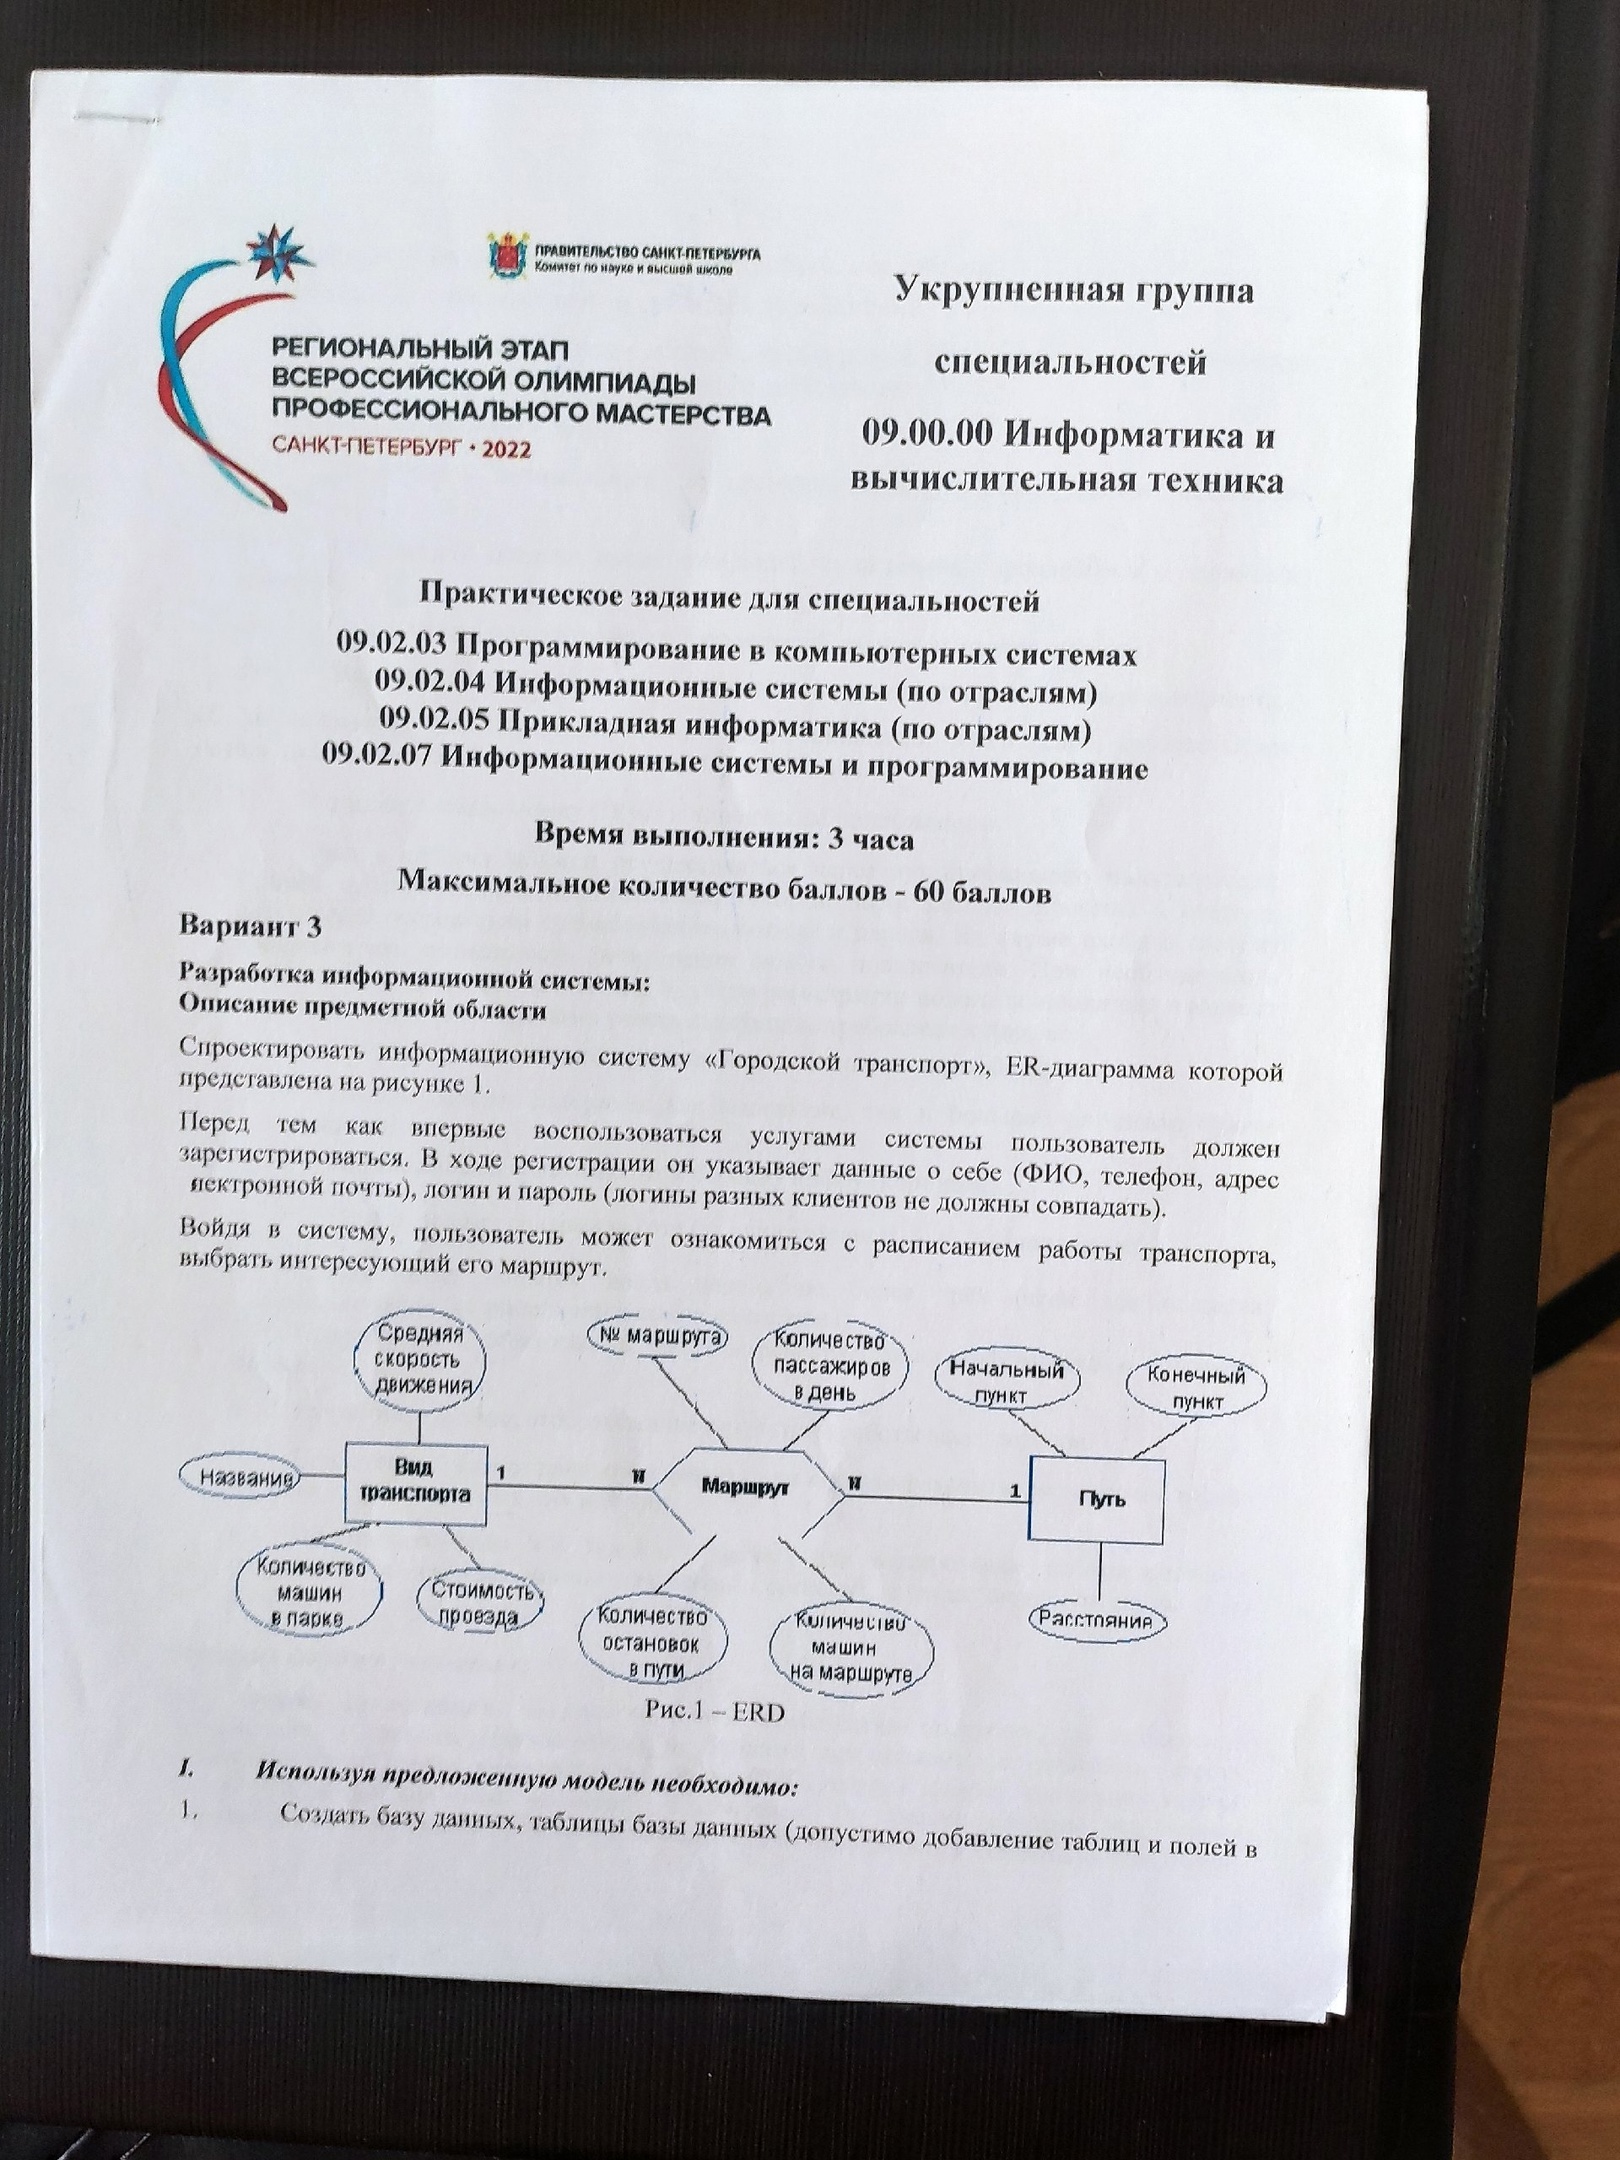 ПРАВИТЕЛЬСТВО САНКТ-ПЕТЕРБУРГА
Комитет по науке и высшей школе
РЕГИОНАЛЬНЫЙ ЭТАП
ВСЕРОССИЙСКОЙ ОЛИМПИАДЫ
ПРОФЕССИОНАЛЬНОГО МАСТЕРСТВА
САНКТ-ПЕТЕРБУРГ • 2022
Укрупненная группа
специальностей
09.00.00 Информатика и
вычислительная техника
Практическое задание для специальностей
09.02.03 Программирование в компьютерных системах
09.02.04 Информационные системы (по отраслям)
09.02.05 Прикладная информатика (по отраслям)
09.02.07 Информационные системы и программирование
Время выполнения: 3 часа
Максимальное количество баллов - 60 баллов
Вариант 3
Разработка информационной системы:
Описание предметной области
Спроектировать информационную систему «Городской транспорт», ER-диаграмма которой
представлена на рисунке 1.
Перед тем как впервые воспользоваться услугами системы пользователь должен
зарегистрироваться. В ходе регистрации он указывает данные о себе (ФИО, телефон, адрес
лектронной почты), логин и пароль (логины разных клиентов не должны совпадать).
Войдя в систему, пользователь может ознакомиться с расписанием работы транспорта,
выбрать интересующий его маршрут.
Средняя
скорость
движения
№ маршрута
Количество
пассажиров
в день
Начальный
пункт
Конечный
пункт
Название
Вид
транспорта
1
N
Маршрут
N
1
Путь
Количество
машин
в парке
Стоимость
проезда
Количество
остановок
в пути
Количество
машин
на маршруте
Расстояние
Рис.1 – ERD
I. Используя предложенную модель необходимо:
1. Создать базу данных, таблицы базы данных (допустимо добавление таблиц и полей в